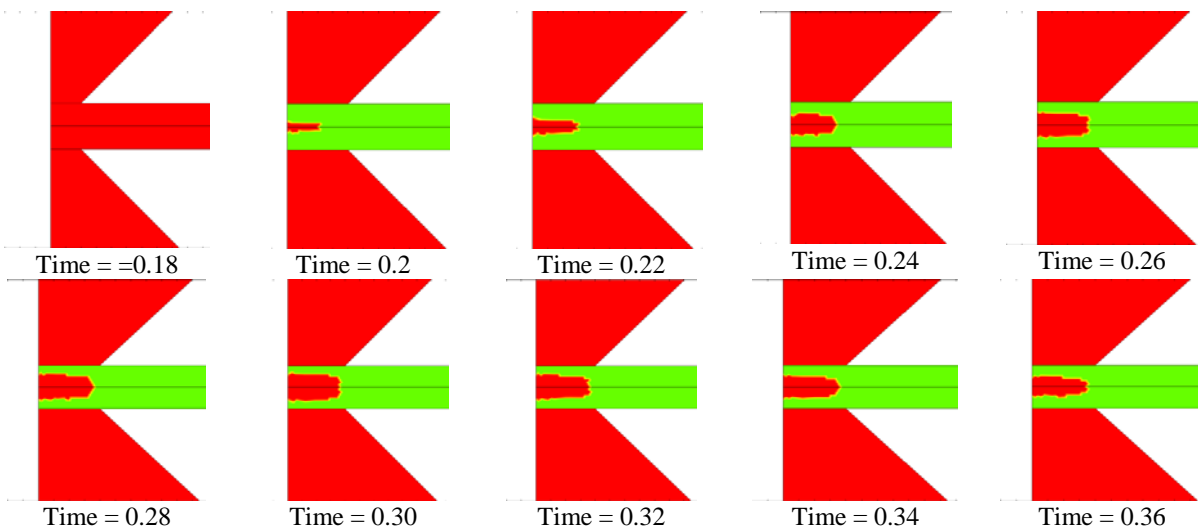 Time = =0.18
Time = 0.2
Time = 0.22
Time = 0.24
Time = 0.26
Time = 0.28
Time = 0.30
Time = 0.32
Time = 0.34
Time = 0.36